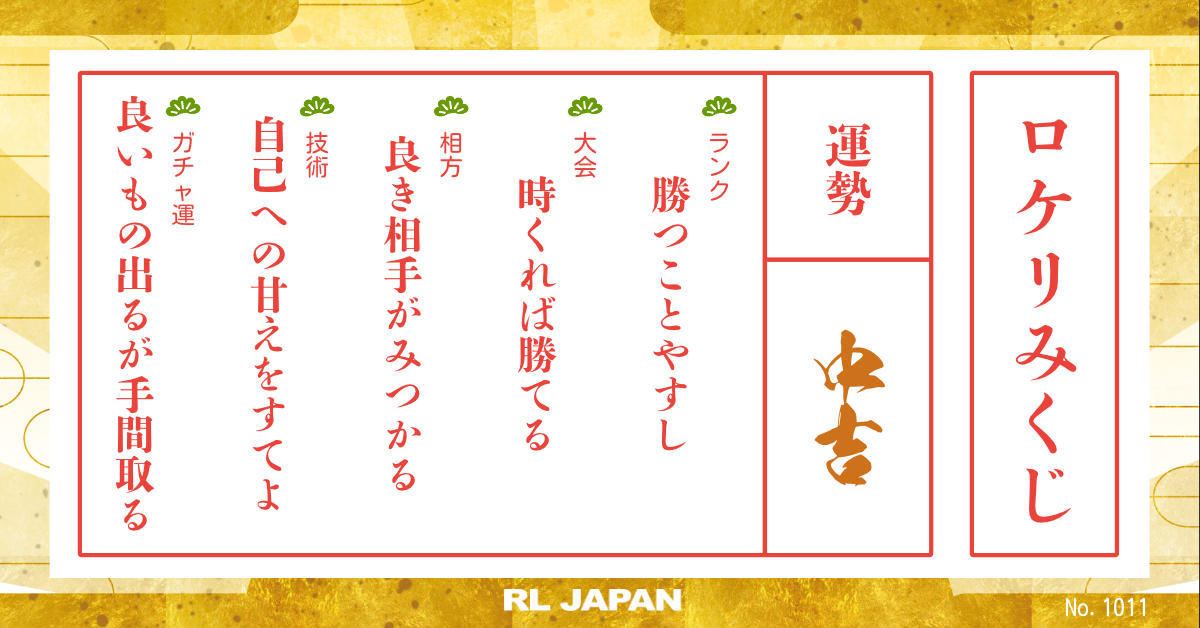 ロケリみくじ
運勢
中吉
ランク
勝つことやすし
大会
時くれば勝てる
相方
良き相手がみつかる
技術
自己への甘えをすてよ
ガチャ運
良いもの出るが手間取る
RL JAPAN
No. 1011